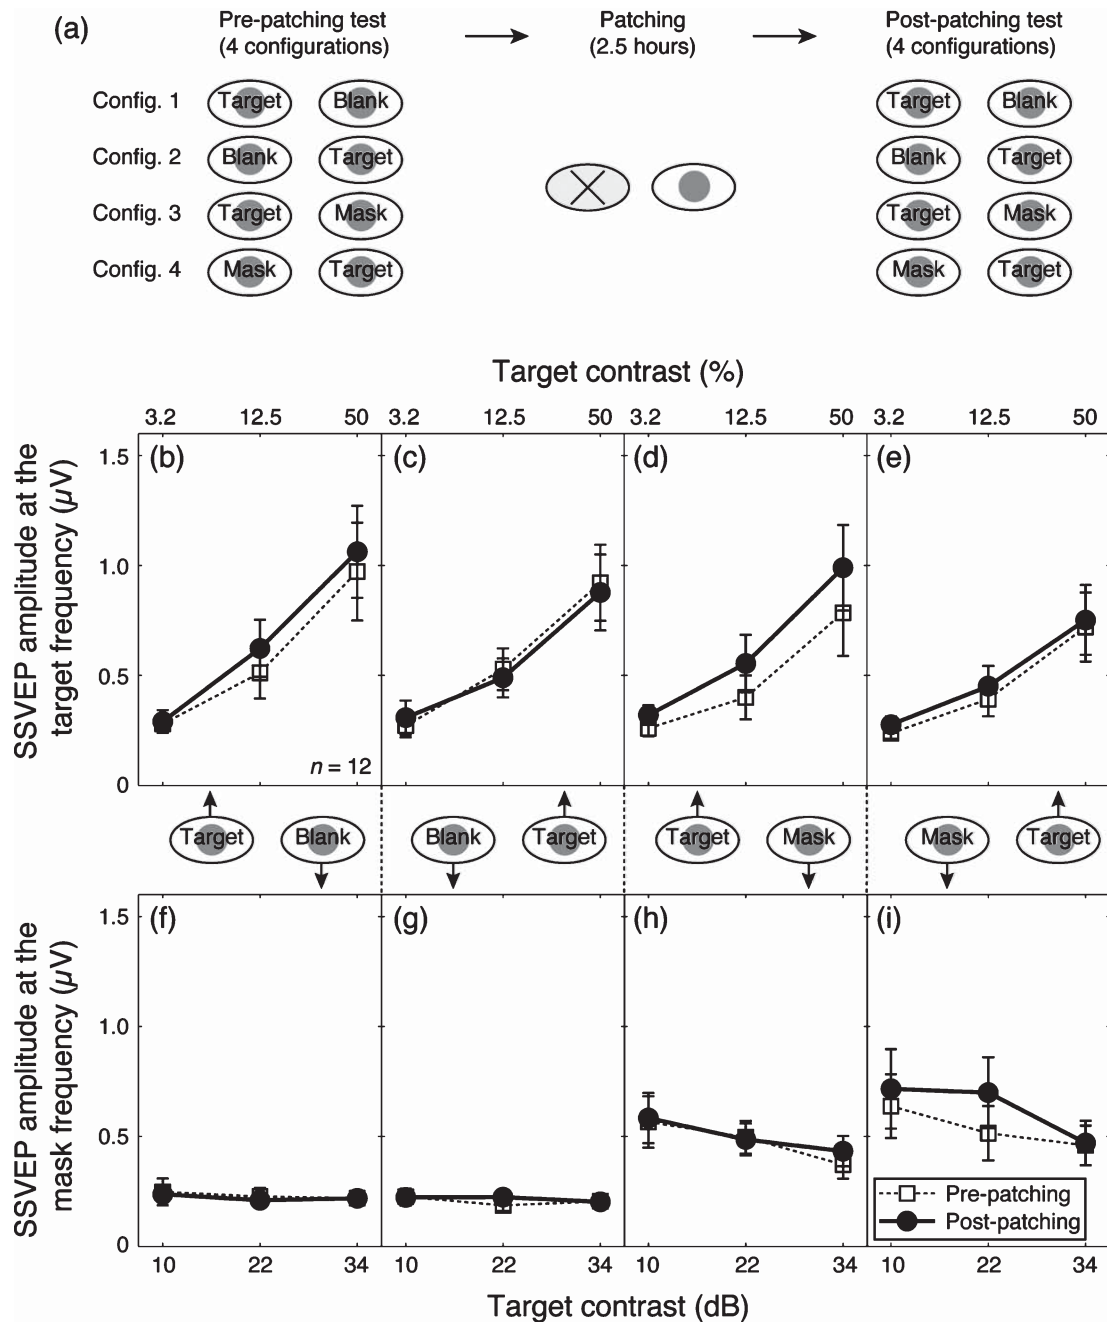 (a)
Pre-patching test
(4 configurations)
Patching
(2.5 hours)
Post-patching test
(4 configurations)
Config. 1 Target Blank Target Blank
Config. 2 Blank Target Blank Target
Config. 3 Target Mask Target Mask
Config. 4 Mask Target Mask Target
Target contrast (%)
3.2 12.5 50 3.2 12.5 50 3.2 12.5 50 3.2 12.5 50
SSVEP amplitude at the
target frequency (µV)
1.5
1.0
0.5
0
(b) (c) (d) (e)
n = 12
Target Blank Blank Target Target Mask Mask Target
SSVEP amplitude at the
mask frequency (µV)
1.5
1.0
0.5
0
(f) (g) (h) (i)
Pre-patching
Post-patching
10 22 34 10 22 34 10 22 34 10 22 34
Target contrast (dB)